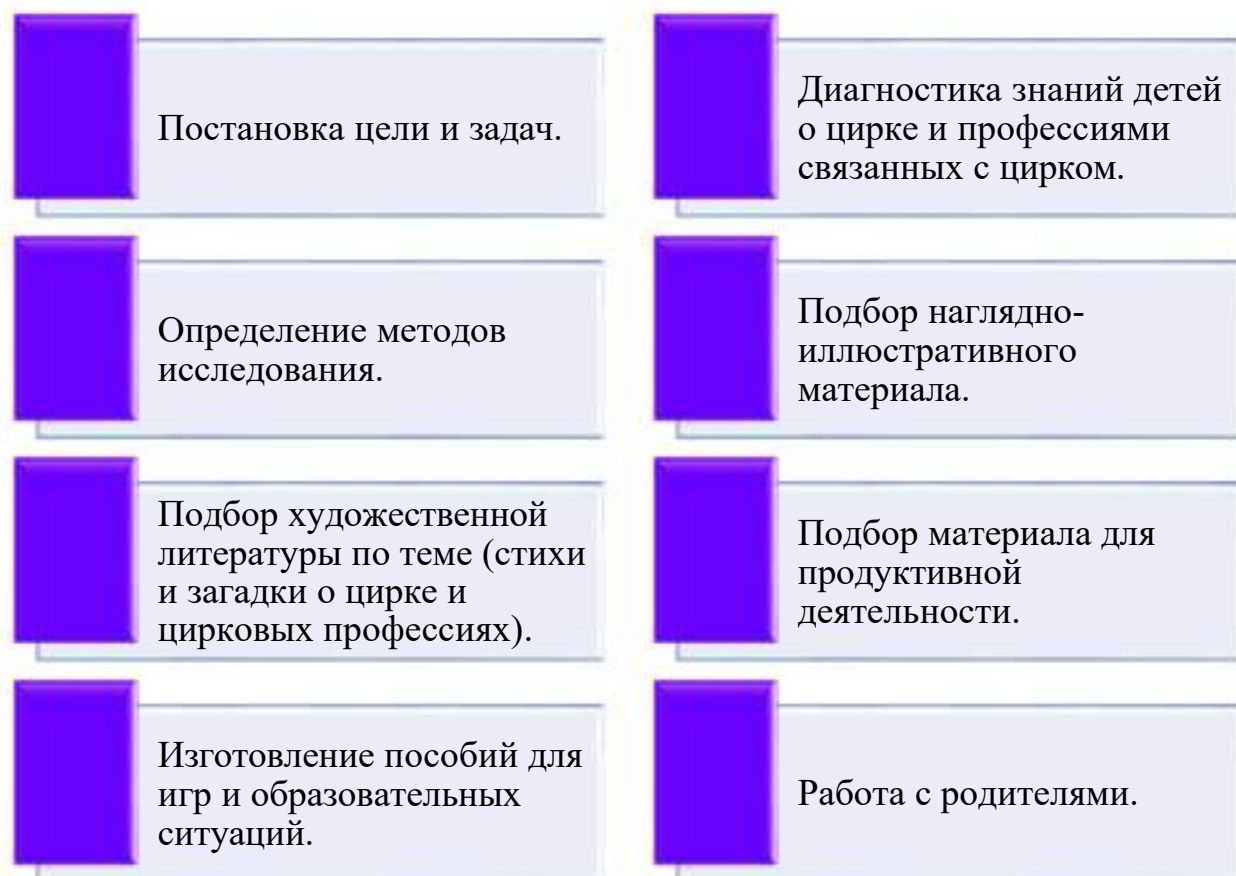 Постановка цели и задач.
Диагностика знаний детей
о цирке и профессиями
связанных с цирком.
Определение методов
исследования.
Подбор наглядно-
иллюстративного
материала.
Подбор художественной
литературы по теме (стихи
и загадки о цирке и
цирковых профессиях).
Подбор материала для
продуктивной
деятельности.
Изготовление пособий для
игр и образовательных
ситуаций.
Работа с родителями.